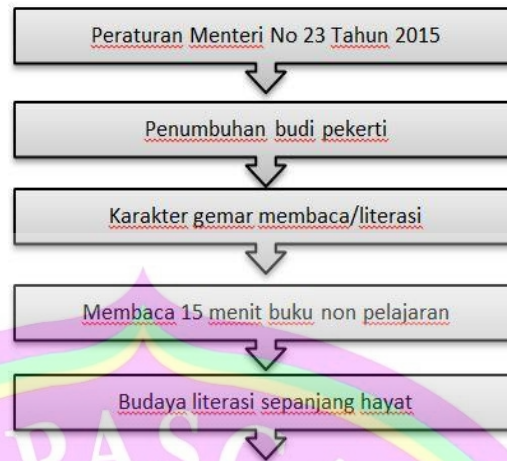 Peraturan Menteri No 23 Tahun 2015
Penumbuhan budi pekerti
Karakter gemar membaca/literasi
Membaca 15 menit buku non pelajaran
Budaya literasi sepanjang hayat